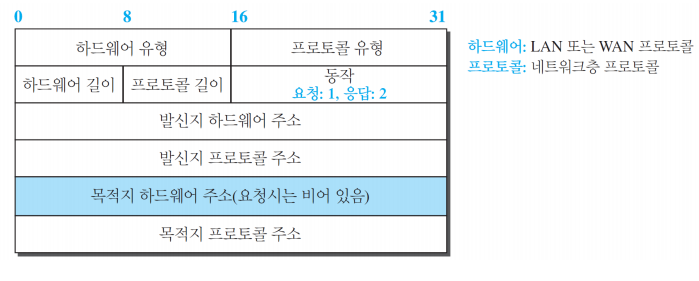 0 8 16 31
하드웨어 유형 프로토콜 유형
하드웨어: LAN 또는 WAN 프로토콜
프로토콜: 네트워크층 프로토콜
하드웨어 길이 프로토콜 길이 동작
요청: 1, 응답: 2
발신지 하드웨어 주소
발신지 프로토콜 주소
목적지 하드웨어 주소(요청시는 비어 있음)
목적지 프로토콜 주소